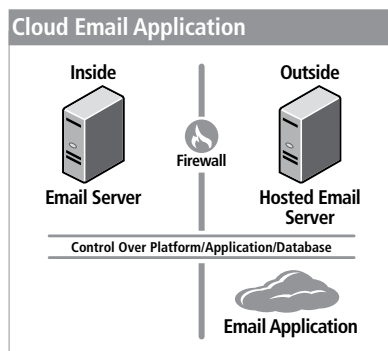 Cloud Email Application
Inside
Outside
Firewall
Email Server
Hosted Email
Server
Control Over Platform/Application/Database
Email Application